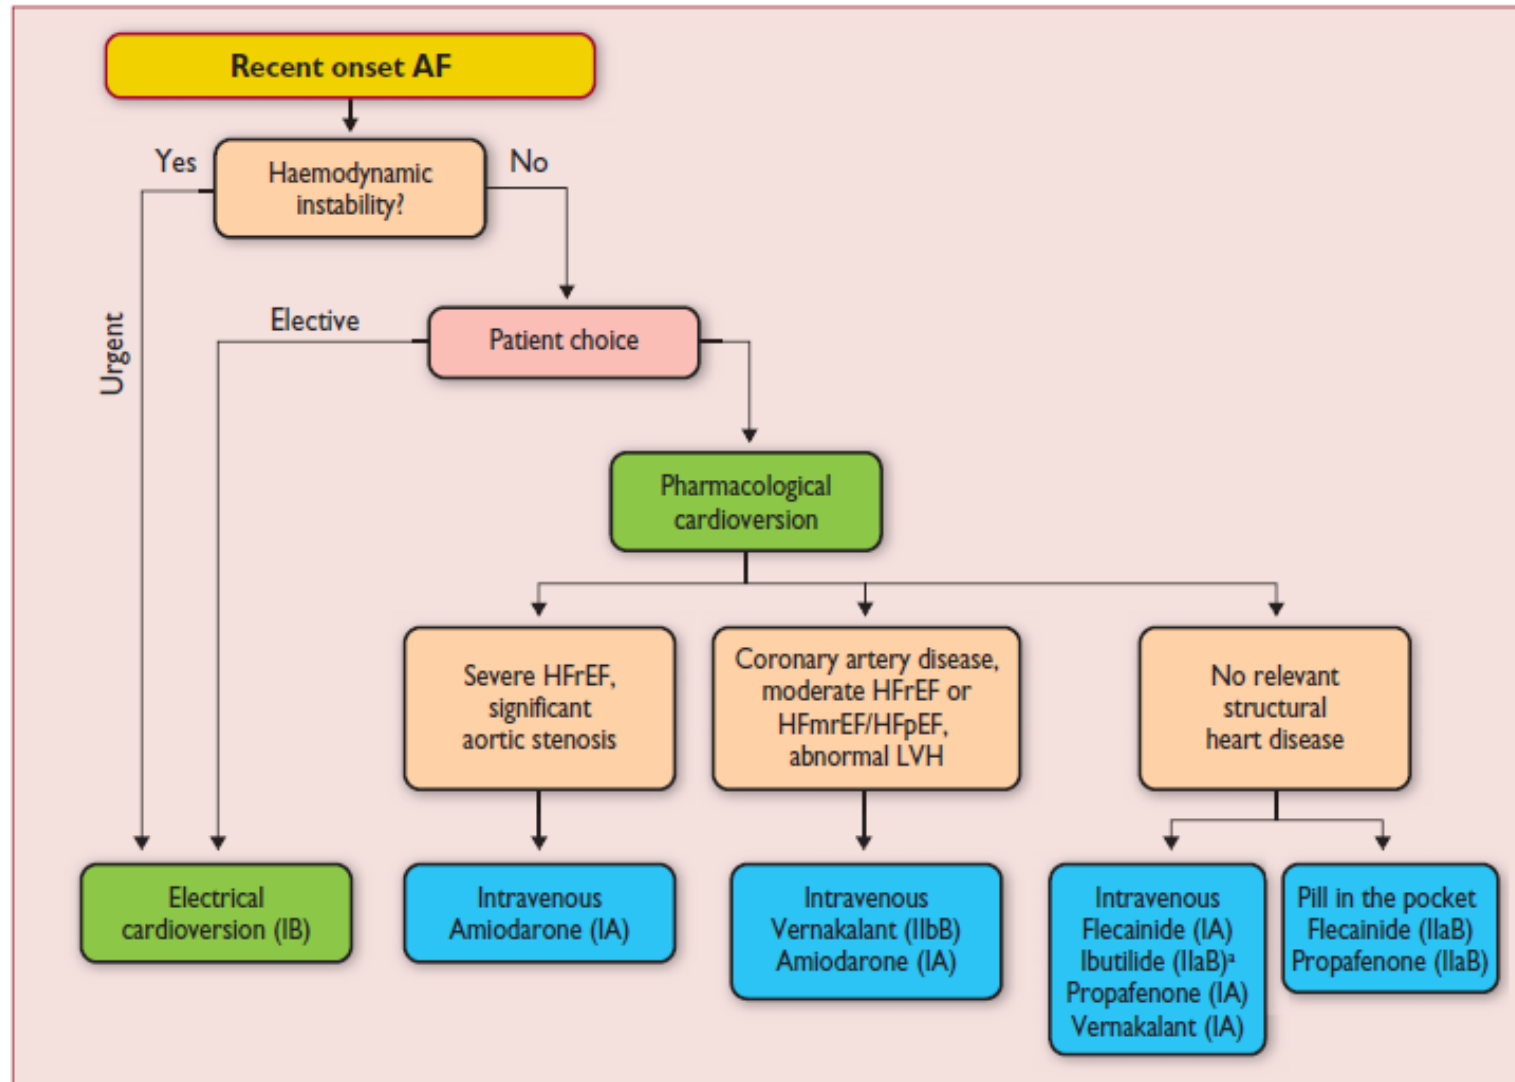 Recent onset AF
Yes
No
Haemodynamic
instability?
Urgent
Elective
Patient choice
Pharmacological
cardioversion
Severe HFrEF,
significant
aortic stenosis
Coronary artery disease,
moderate HFrEF or
HFmrEF/HFpEF,
abnormal LVH
No relevant
structural
heart disease
Electrical
cardioversion (IB)
Intravenous
Amiodarone (IA)
Intravenous
Vernakalant (IIbB)
Amiodarone (IA)
Intravenous
Flecainide (IA)
Ibutilide (IIaB)ᵃ
Propafenone (IA)
Vernakalant (IA)
Pill in the pocket
Flecainide (IIaB)
Propafenone (IIaB)